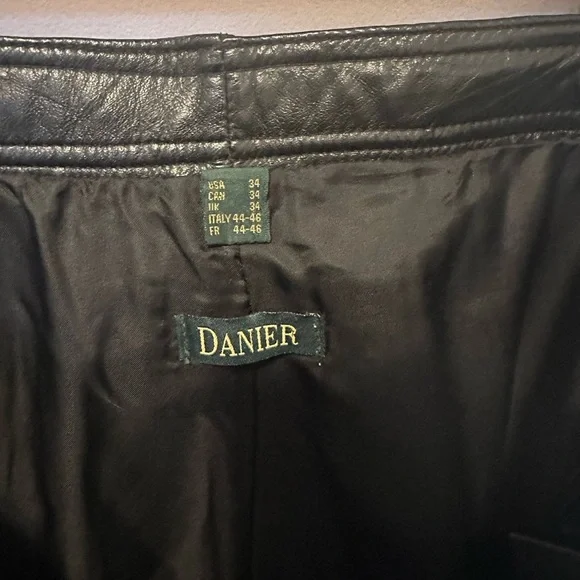 USA 34
CAN 34
UK 34
ITALY 44-46
FR 44-46
DANIER